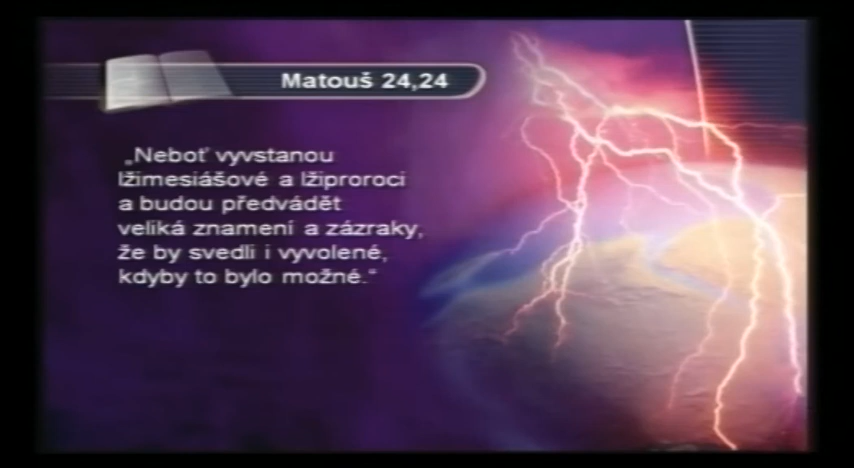 Matouš 24,24
„Neboť vyvstanou
lžimesiášové a lžiproroci
a budou předvádět
veliká znamení a zázraky,
že by svedli i vyvolené,
kdyby to bylo možné.“